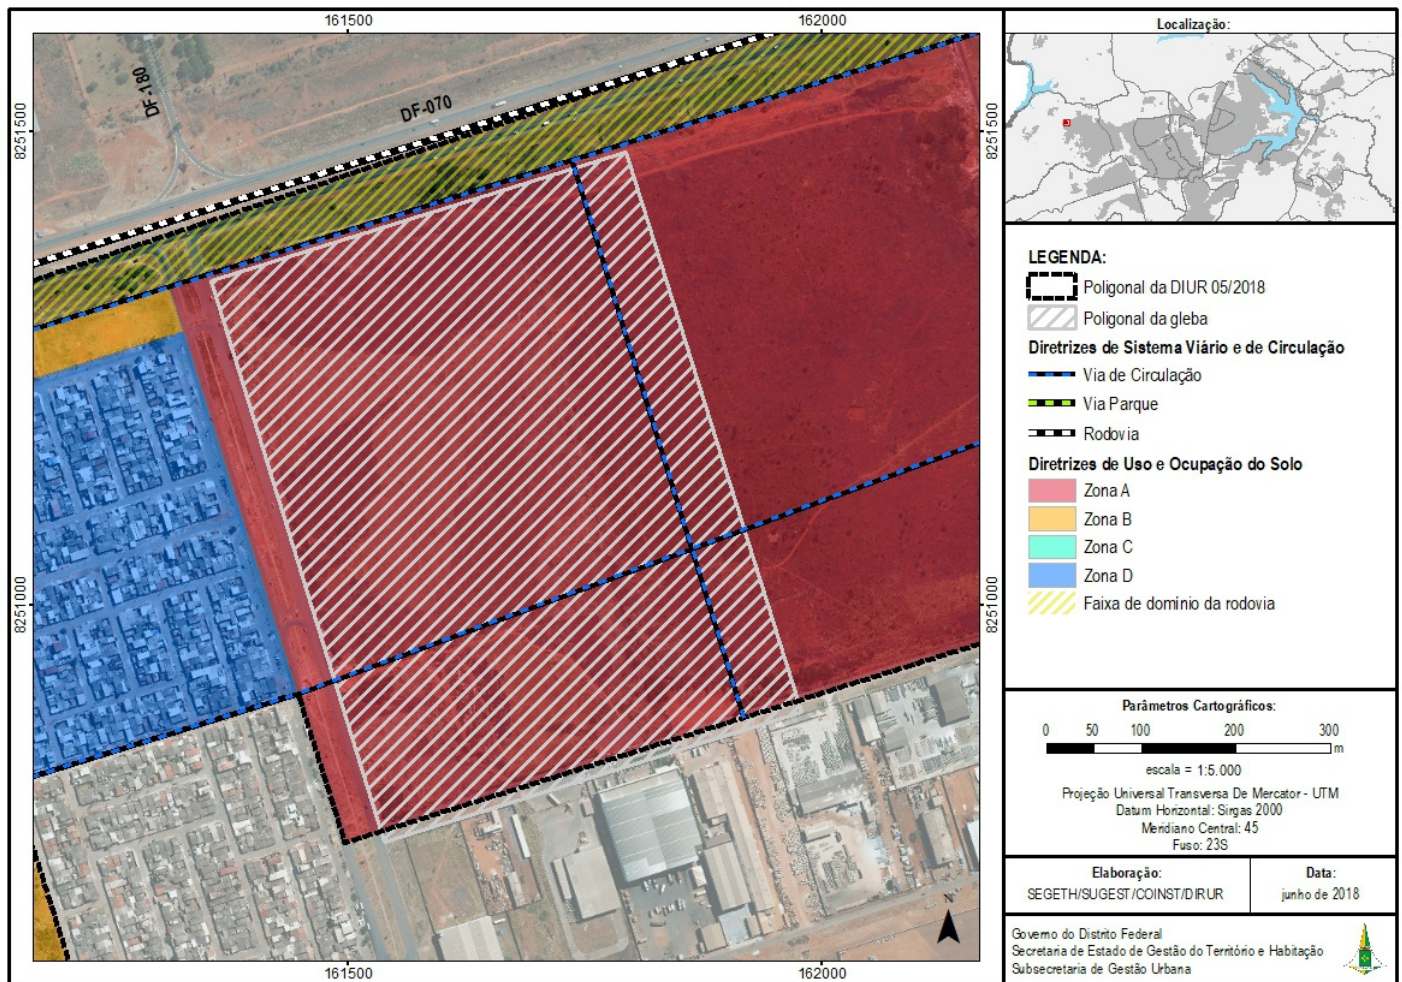 161500
162000
Localização:
DF-180
DF-070
8251500
8251500
LEGENDA:
Poligonal da DIUR 05/2018
Poligonal da gleba
Diretrizes de Sistema Viário e de Circulação
Via de Circulação
Via Parque
Rodovia
Diretrizes de Uso e Ocupação do Solo
Zona A
Zona B
Zona C
Zona D
Faixa de domínio da rodovia
8251000
8251000
Parâmetros Cartográficos:
0 50 100 200 300
m
escala = 1:5.000
Projeção Universal Transversa De Mercator - UTM
Datum Horizontal: Sirgas 2000
Meridiano Central: 45
Fuso: 23S
Elaboração:
SEGETH/SUGEST/COINST/DIRUR
Data:
junho de 2018
N
Governo do Distrito Federal
Secretaria de Estado de Gestão do Território e Habitação
Subsecretaria de Gestão Urbana
161500
162000